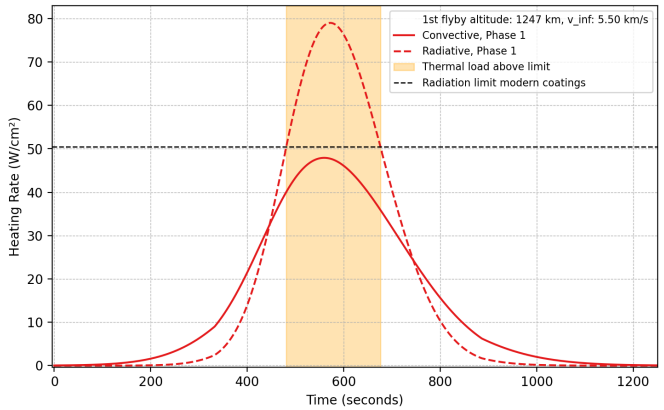 1st flyby altitude: 1247 km, v_inf: 5.50 km/s
Convective, Phase 1
Radiative, Phase 1
Thermal load above limit
Radiation limit modern coatings
Heating Rate (W/cm²)
80
70
60
50
40
30
20
10
0
0 200 400 600 800 1000 1200
Time (seconds)